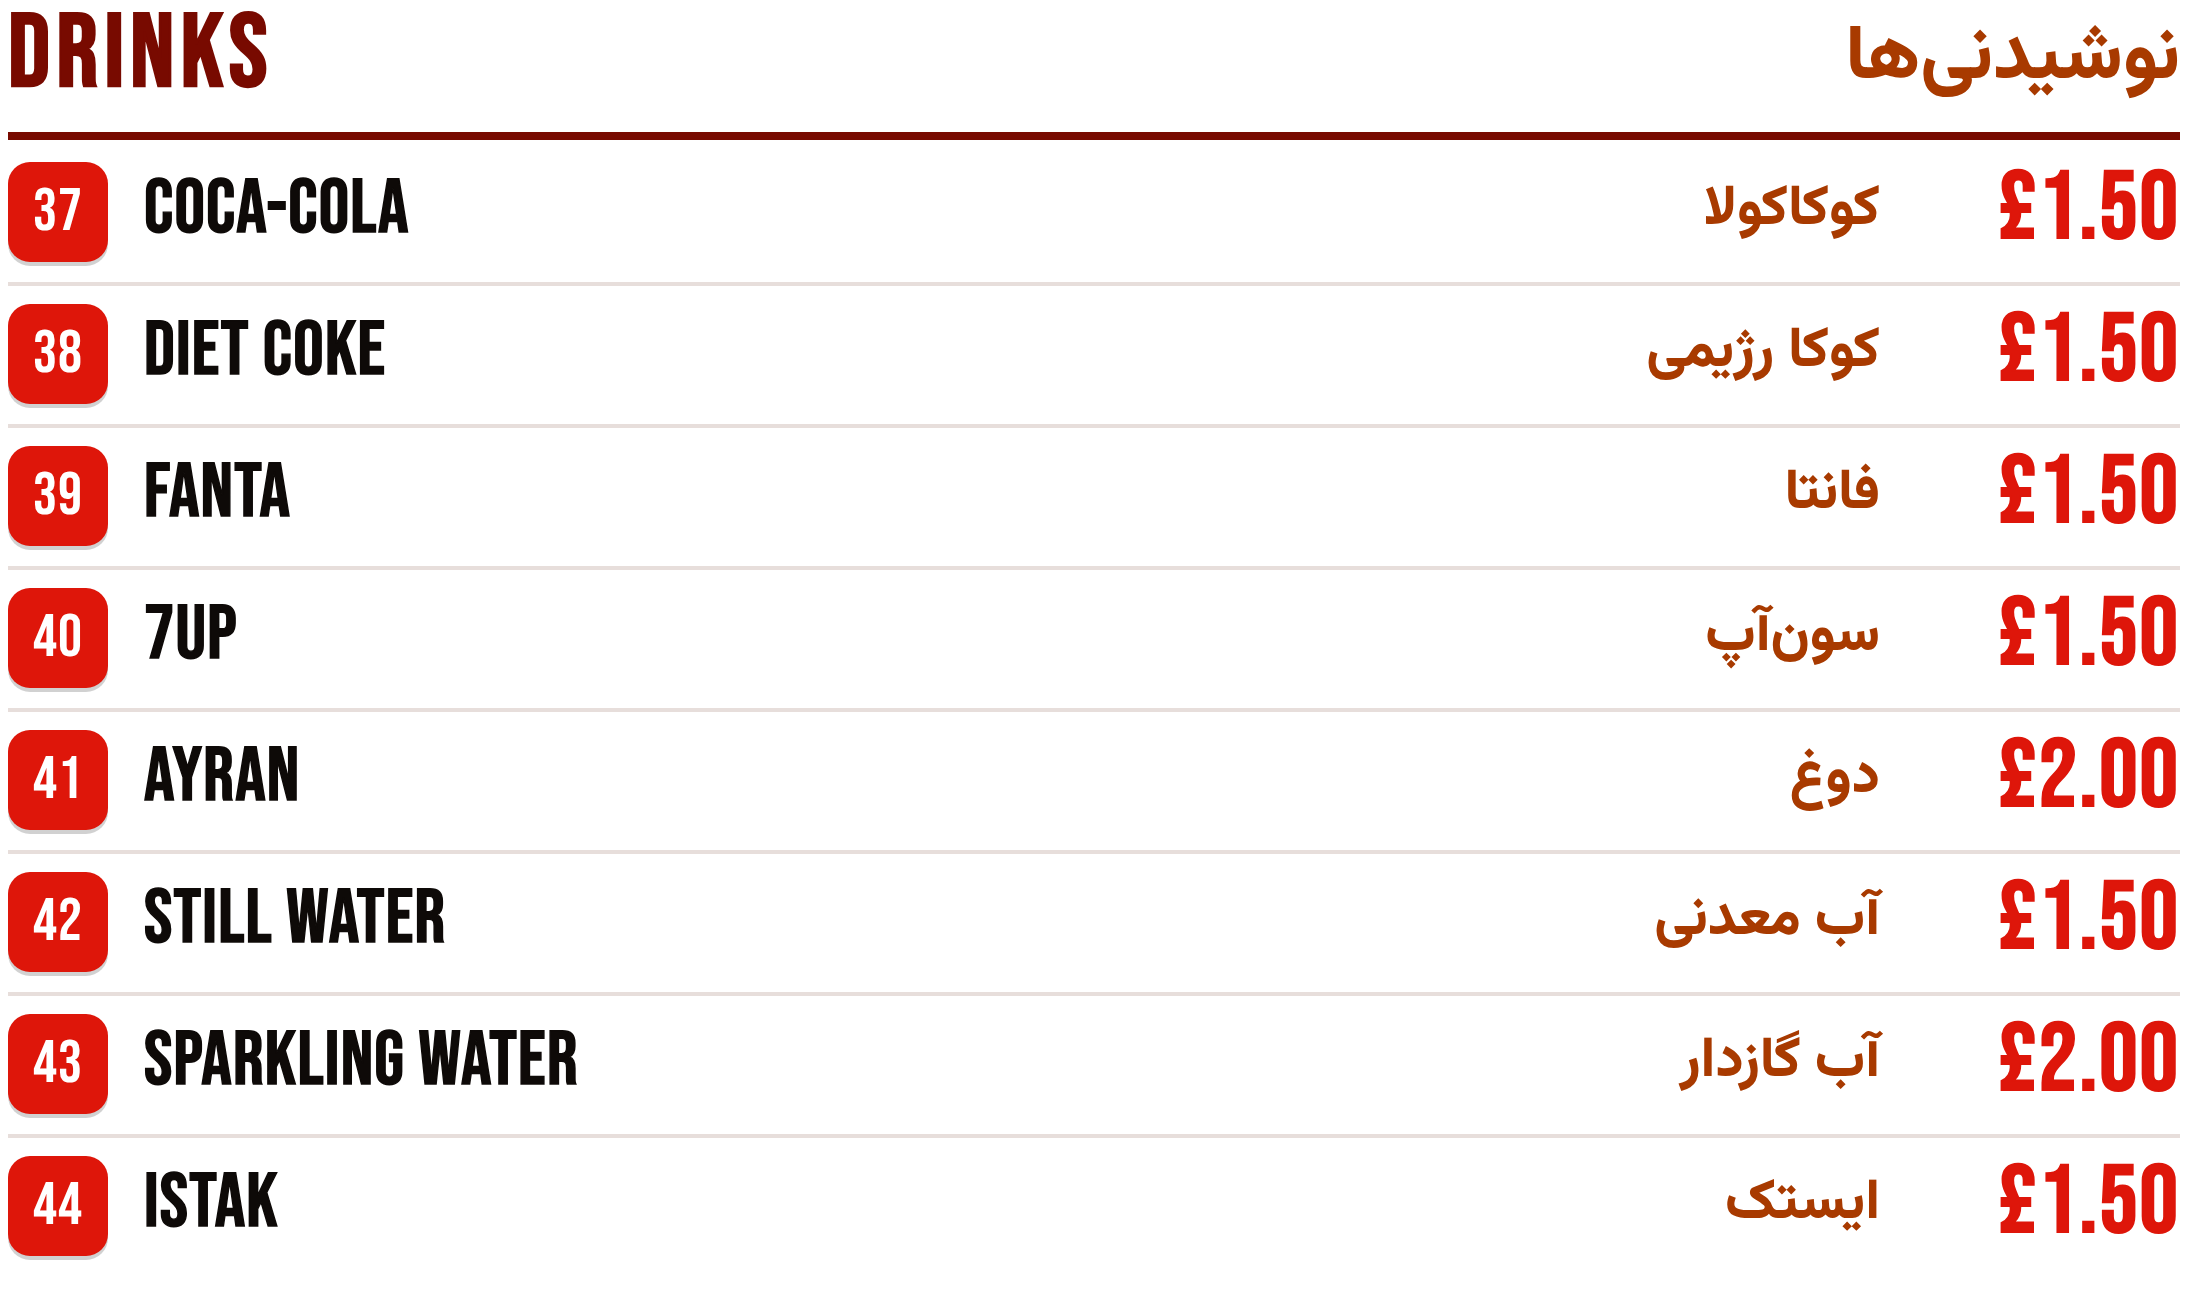 DRINKS نوشیدنی‌ها
37 COCA-COLA کوکاکولا £1.50
38 DIET COKE کوکا رژیمی £1.50
39 FANTA فانتا £1.50
40 7UP سون‌آپ £1.50
41 AYRAN دوغ £2.00
42 STILL WATER آب معدنی £1.50
43 SPARKLING WATER آب گازدار £2.00
44 ISTAK ایستک £1.50